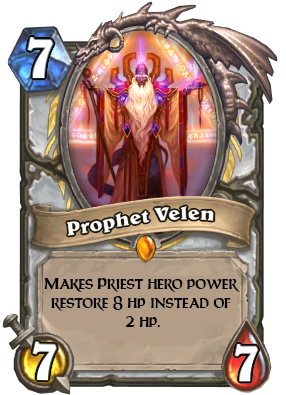 7
Prophet Velen
Makes Priest hero power
restore 8 hp instead of
2 hp.
7
7